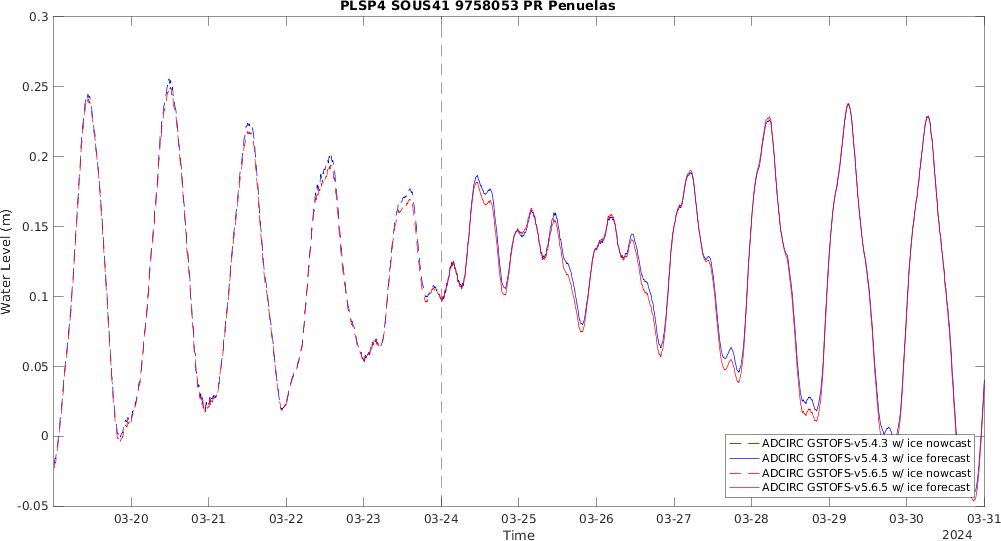 PLSP4 SOUS41 9758053 PR Penuelas
0.3
0.25
0.2
0.15
0.1
0.05
0
-0.05
Water Level (m)
ADCIRC GSTOFS-v5.4.3 w/ ice nowcast
ADCIRC GSTOFS-v5.4.3 w/ ice forecast
ADCIRC GSTOFS-v5.6.5 w/ ice nowcast
ADCIRC GSTOFS-v5.6.5 w/ ice forecast
03-20 03-21 03-22 03-23 03-24 03-25 03-26 03-27 03-28 03-29 03-30 03-31
Time
2024